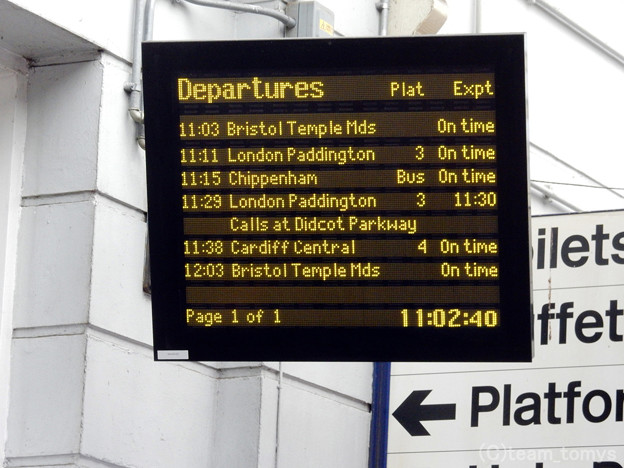 Departures Plat Expt
11:03 Bristol Temple Mds On time
11:11 London Paddington 3 On time
11:15 Chippenham Bus On time
11:29 London Paddington 3 11:30
Calls at Didcot Parkway
11:38 Cardiff Central 4 On time
12:03 Bristol Temple Mds On time
Page 1 of 1 11:02:40
ilets
ffet
Platfor
(C)team_tomys